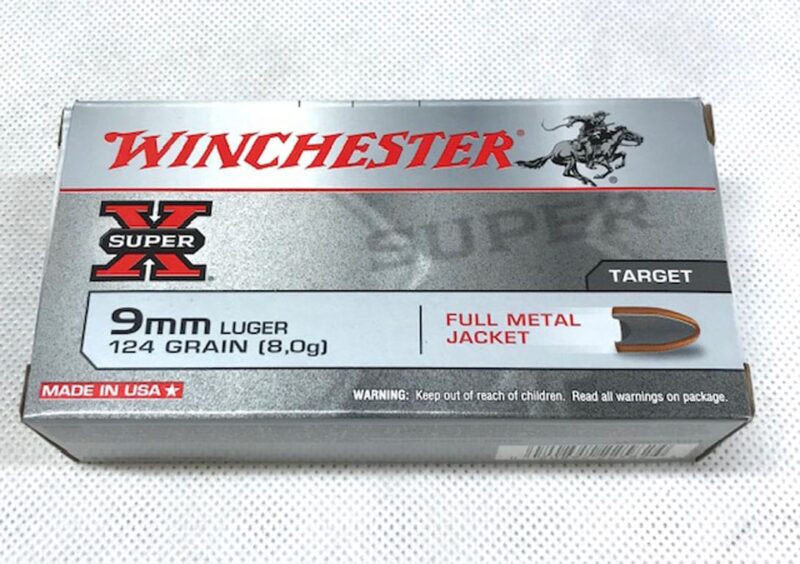 WINCHESTER®
SUPER X®
SUPER
TARGET
9mm LUGER
124 GRAIN (8,0g)
FULL METAL
JACKET
MADE IN USA★
WARNING: Keep out of reach of children. Read all warnings on package.